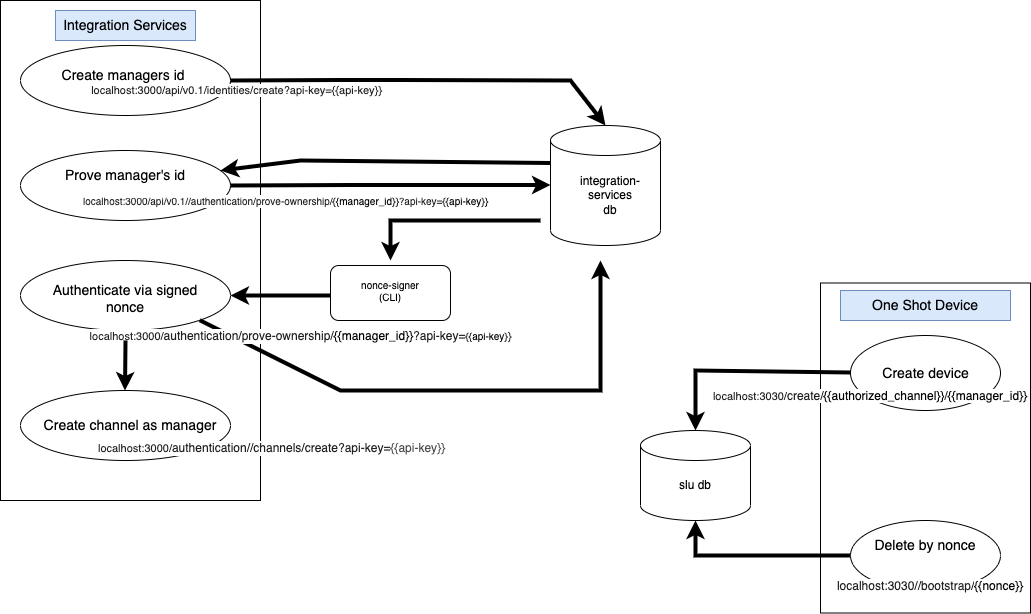 Integration Services
Create managers id
localhost:3000/api/v0.1/identities/create?api-key={{api-key}}
Prove manager's id
localhost:3000/api/v0.1//authentication/prove-ownership/{{manager_id}}?api-key={{api-key}}
integration-
services
db
nonce-signer
(CLI)
Authenticate via signed
nonce
localhost:3000/authentication/prove-ownership/{{manager_id}}?api-key={{api-key}}
Create channel as manager
localhost:3000/authentication//channels/create?api-key={{api-key}}
One Shot Device
Create device
localhost:3030/create/{{authorized_channel}}/{{manager_id}}
slu db
Delete by nonce
localhost:3030//bootstrap/{{nonce}}